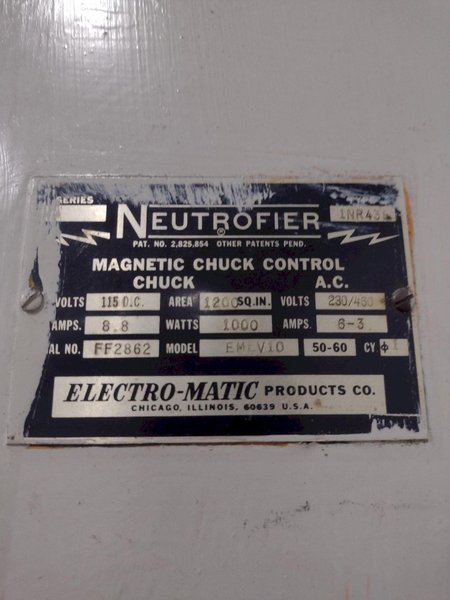 SERIES
NEUTROFIER ®
PAT. NO. 2,825,854 OTHER PATENTS PEND.
MAGNETIC CHUCK CONTROL
CHUCK A.C.
VOLTS 115 D.C. AREA 1200 SQ.IN. VOLTS 230/460
AMPS. 8.8 WATTS 1000 AMPS. 6-3
AL NO. FF2862 MODEL 50-60 CY ϕ 1
ELECTRO-MATIC PRODUCTS CO.
CHICAGO, ILLINOIS, 60639 U.S.A.